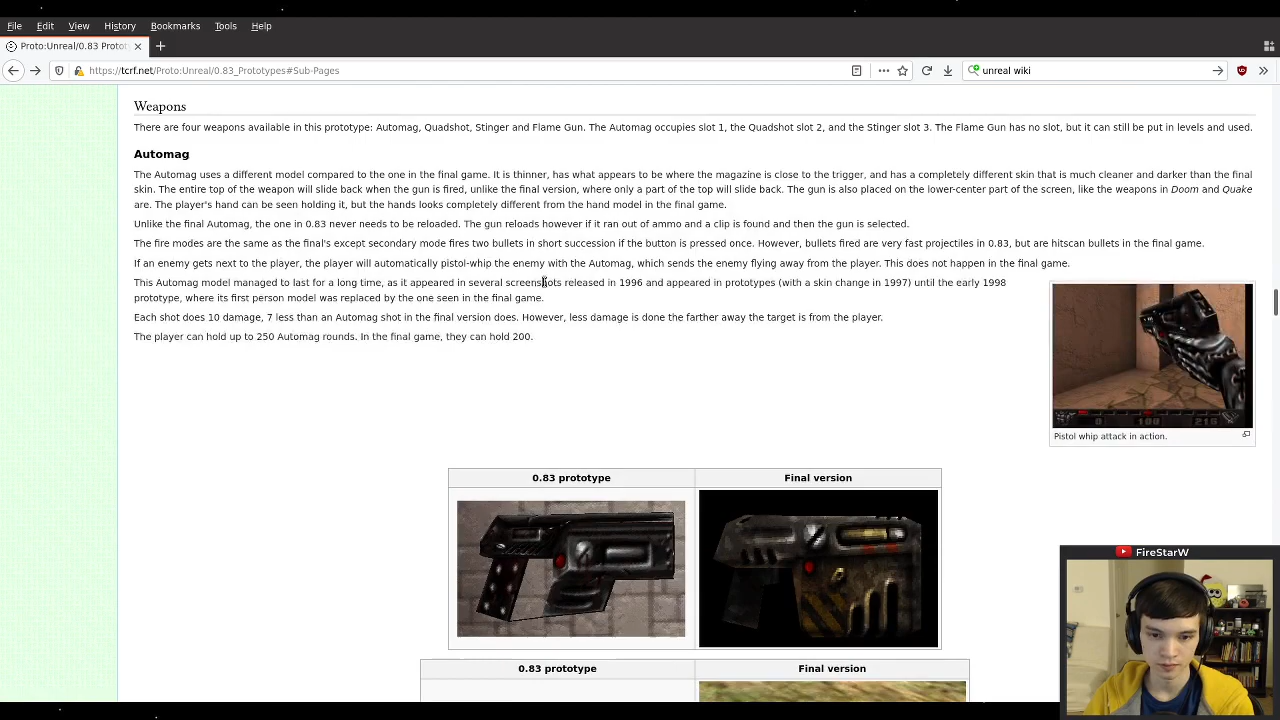 File Edit View History Bookmarks Tools Help
Proto:Unreal/0.83 Protot
https://tcrf.net/Proto:Unreal/0.83_Prototypes#Sub-Pages
unreal wiki
Weapons
There are four weapons available in this prototype: Automag, Quadshot, Stinger and Flame Gun. The Automag occupies slot 1, the Quadshot slot 2, and the Stinger slot 3. The Flame Gun has no slot, but it can still be put in levels and used.
Automag
The Automag uses a different model compared to the one in the final game. It is thinner, has what appears to be where the magazine is close to the trigger, and has a completely different skin that is much cleaner and darker than the final
skin. The entire top of the weapon will slide back when the gun is fired, unlike the final version, where only a part of the top will slide back. The gun is also placed on the lower-center part of the screen, like the weapons in Doom and Quake
are. The player's hand can be seen holding it, but the hands looks completely different from the hand model in the final game.
Unlike the final Automag, the one in 0.83 never needs to be reloaded. The gun reloads however if it ran out of ammo and a clip is found and then the gun is selected.
The fire modes are the same as the final's except secondary mode fires two bullets in short succession if the button is pressed once. However, bullets fired are very fast projectiles in 0.83, but are hitscan bullets in the final game.
If an enemy gets next to the player, the player will automatically pistol-whip the enemy with the Automag, which sends the enemy flying away from the player. This does not happen in the final game.
This Automag model managed to last for a long time, as it appeared in several screenshots released in 1996 and appeared in prototypes (with a skin change in 1997) until the early 1998
prototype, where its first person model was replaced by the one seen in the final game.
Each shot does 10 damage, 7 less than an Automag shot in the final version does. However, less damage is done the farther away the target is from the player.
The player can hold up to 250 Automag rounds. In the final game, they can hold 200.
0 100 215
Pistol whip attack in action.
0.83 prototype Final version
0.83 prototype Final version
FireStarW